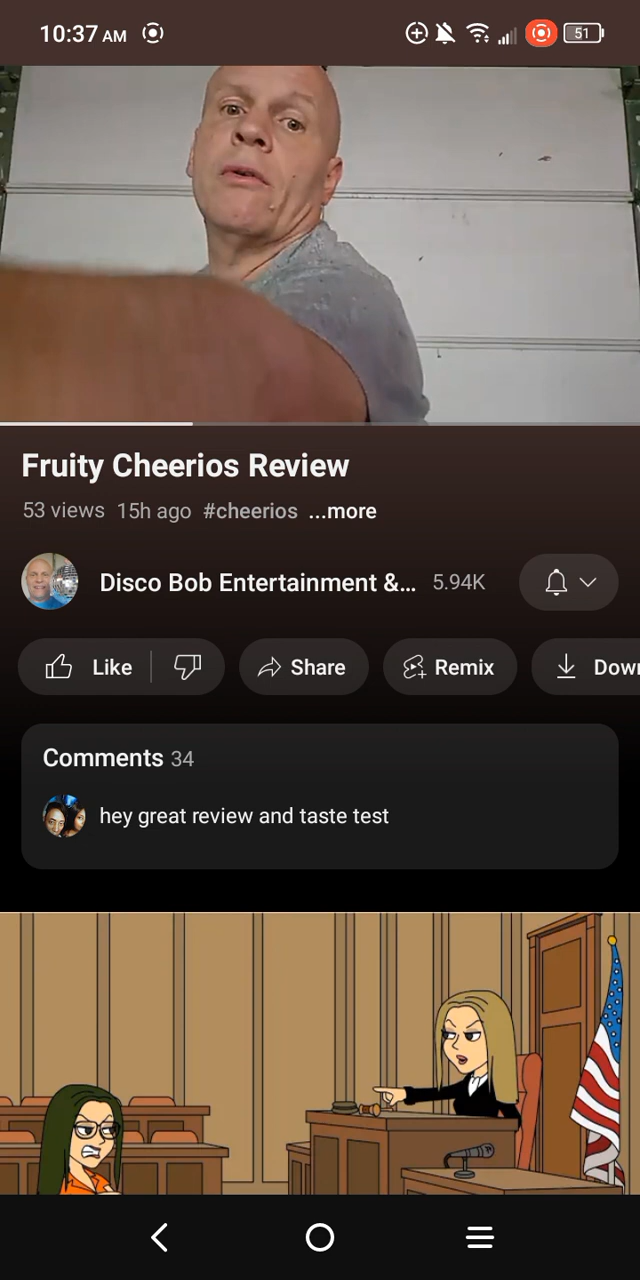 10:37 AM
51
Fruity Cheerios Review
53 views 15h ago #cheerios ...more
Disco Bob Entertainment &... 5.94K
Like Share Remix Down
Comments 34
hey great review and taste test